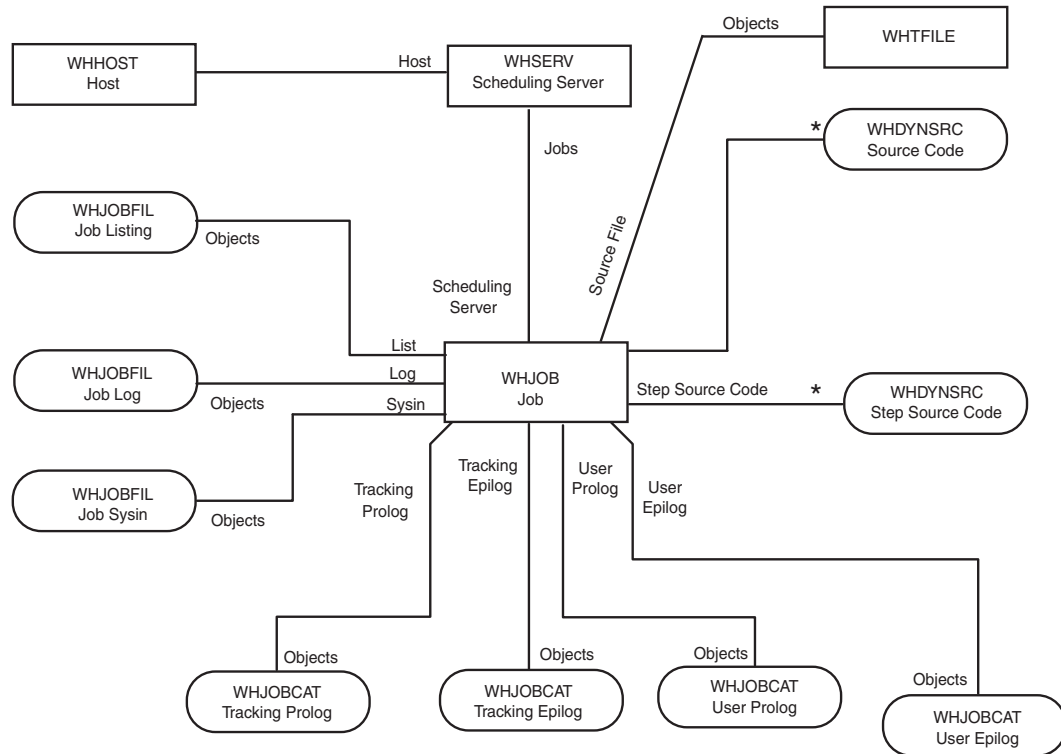 Objects
WHTFILE
WHHOST
Host
Host
WHSERV
Scheduling Server
*
WHDYNSRC
Source Code
Jobs
WHJOBFIL
Job Listing
Objects
Source File
Scheduling
Server
List
WHJOBFIL
Job Log
Objects
Log
WHJOB
Job
Step Source Code
*
WHDYNSRC
Step Source Code
Sysin
WHJOBFIL
Job Sysin
Objects
Tracking
Prolog
Tracking
Epilog
User
Prolog
User
Epilog
Objects
WHJOBCAT
Tracking Prolog
Objects
WHJOBCAT
Tracking Epilog
Objects
WHJOBCAT
User Prolog
Objects
WHJOBCAT
User Epilog